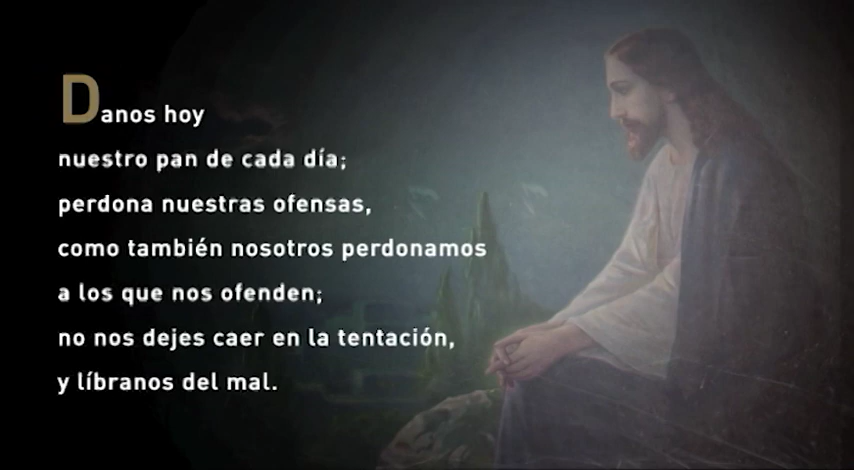 Danos hoy
nuestro pan de cada día;
perdona nuestras ofensas,
como también nosotros perdonamos
a los que nos ofenden;
no nos dejes caer en la tentación,
y líbranos del mal.